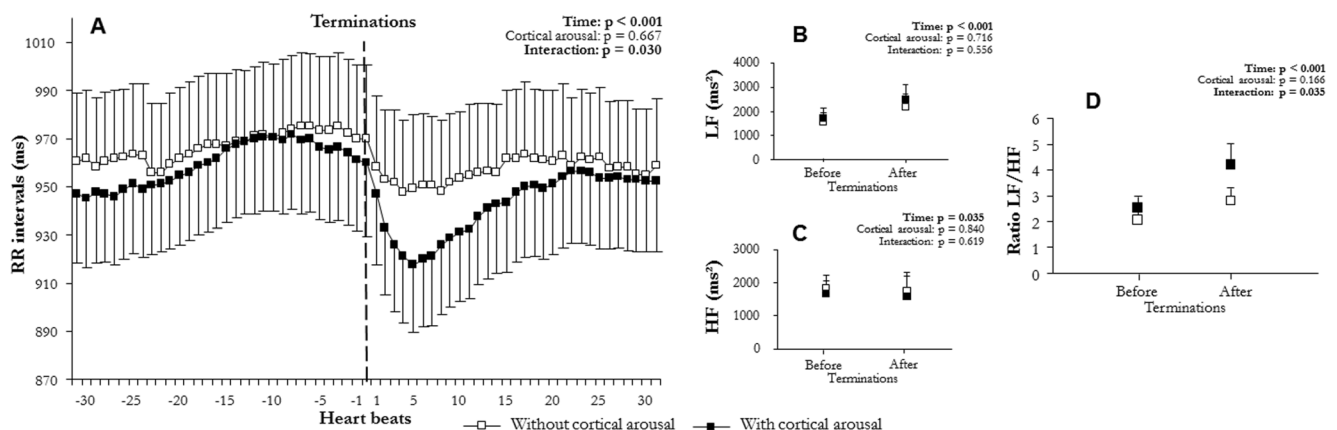 A
Terminations
Time: p < 0.001
Cortical arousal: p = 0.667
Interaction: p = 0.030
RR intervals (ms)
1010
990
970
950
930
910
890
870
-30 -25 -20 -15 -10 -5 -1 1 5 10 15 20 25 30
Heart beats
Without cortical arousal
With cortical arousal
B
Time: p < 0.001
Cortical arousal: p = 0.716
Interaction: p = 0.556
LF (ms²)
4000
3000
2000
1000
0
Before After
Terminations
C
Time: p = 0.035
Cortical arousal: p = 0.840
Interaction: p = 0.619
HF (ms²)
3000
2000
1000
0
Before After
Terminations
D
Time: p < 0.001
Cortical arousal: p = 0.166
Interaction: p = 0.035
Ratio LF/HF
6
5
4
3
2
1
0
Before After
Terminations